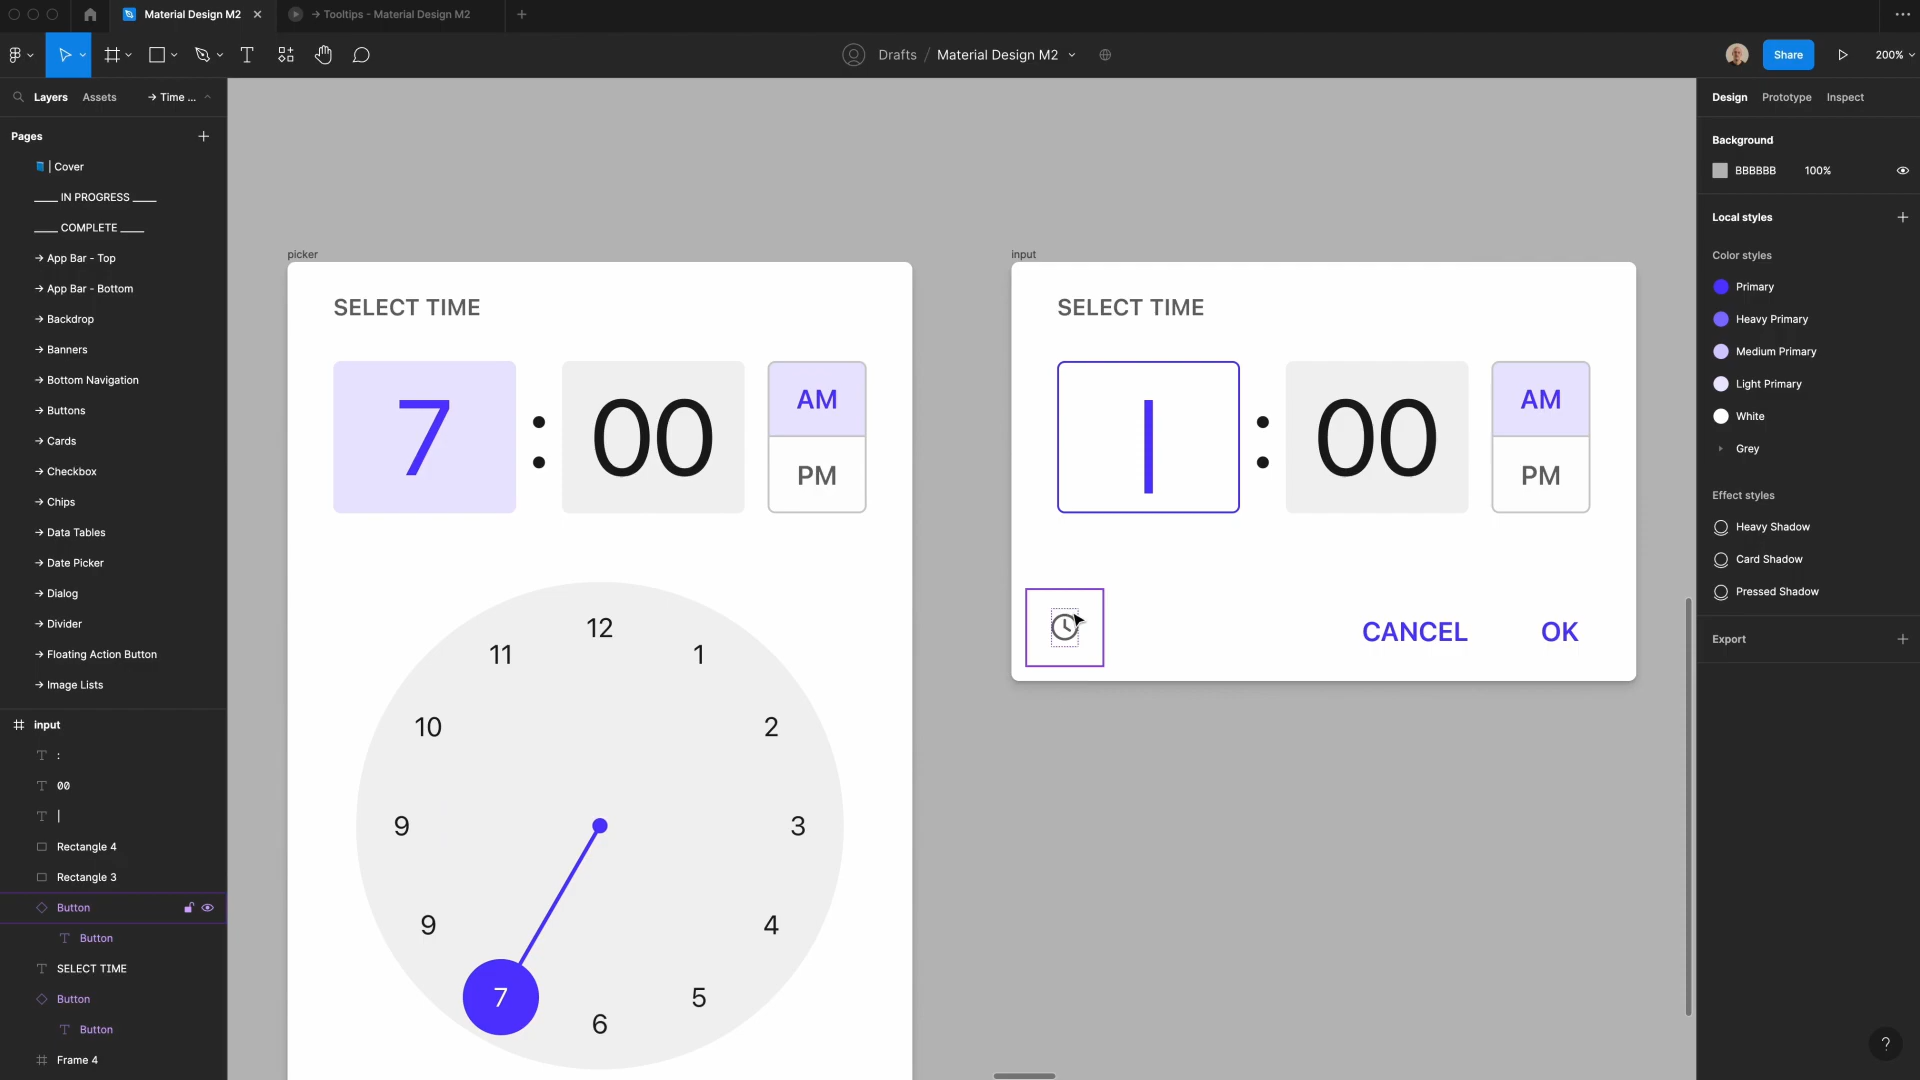 Material Design M2
→ Tooltips - Material Design M2
Drafts / Material Design M2
Share
200%
Layers
Assets
→ Time ...
Pages
| Cover
____ IN PROGRESS ____
____ COMPLETE ____
→ App Bar - Top
→ App Bar - Bottom
→ Backdrop
→ Banners
→ Bottom Navigation
→ Buttons
→ Cards
→ Checkbox
→ Chips
→ Data Tables
→ Date Picker
→ Dialog
→ Divider
→ Floating Action Button
→ Image Lists
input
:
00
|
Rectangle 4
Rectangle 3
Button
Button
SELECT TIME
Button
Button
Frame 4
picker
SELECT TIME
7
:
00
AM
PM
12
11
1
10
2
9
3
9
4
7
5
6
input
SELECT TIME
|
:
00
AM
PM
CANCEL
OK
Design
Prototype
Inspect
Background
BBBBBB
100%
Local styles
Color styles
Primary
Heavy Primary
Medium Primary
Light Primary
White
Grey
Effect styles
Heavy Shadow
Card Shadow
Pressed Shadow
Export
?